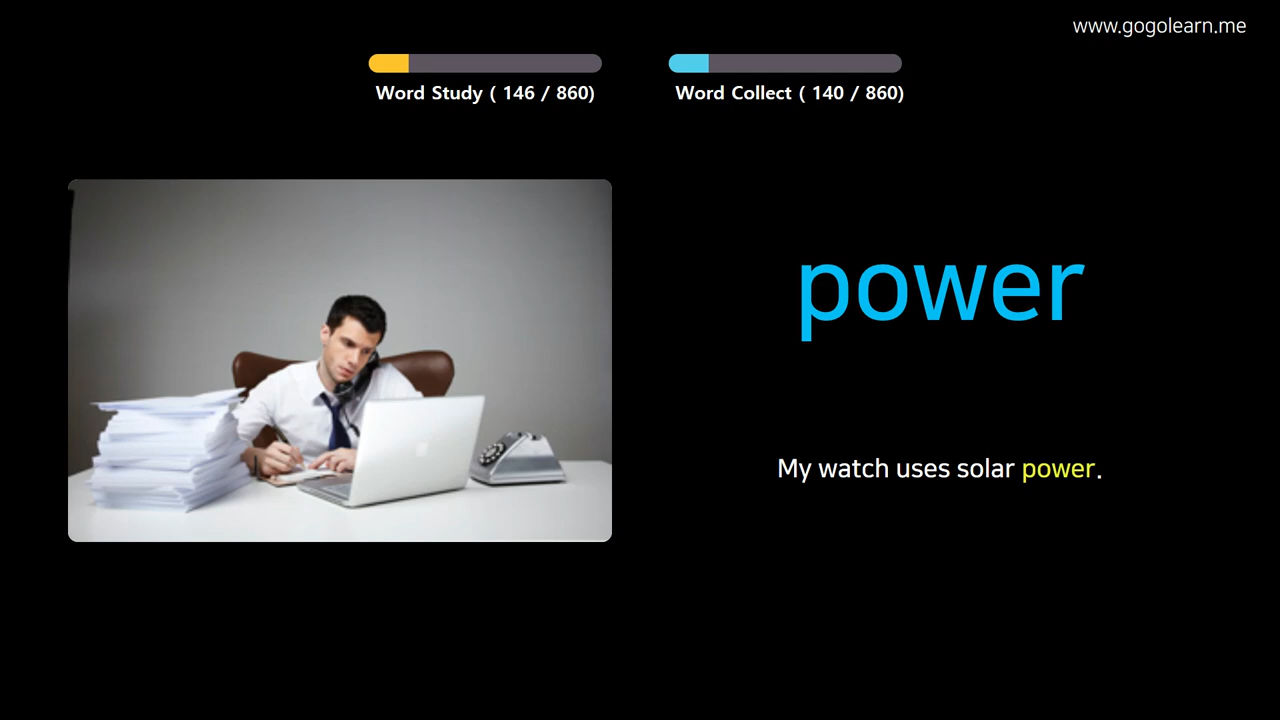 www.gogolearn.me
Word Study ( 146 / 860)
Word Collect ( 140 / 860)
power
My watch uses solar power.